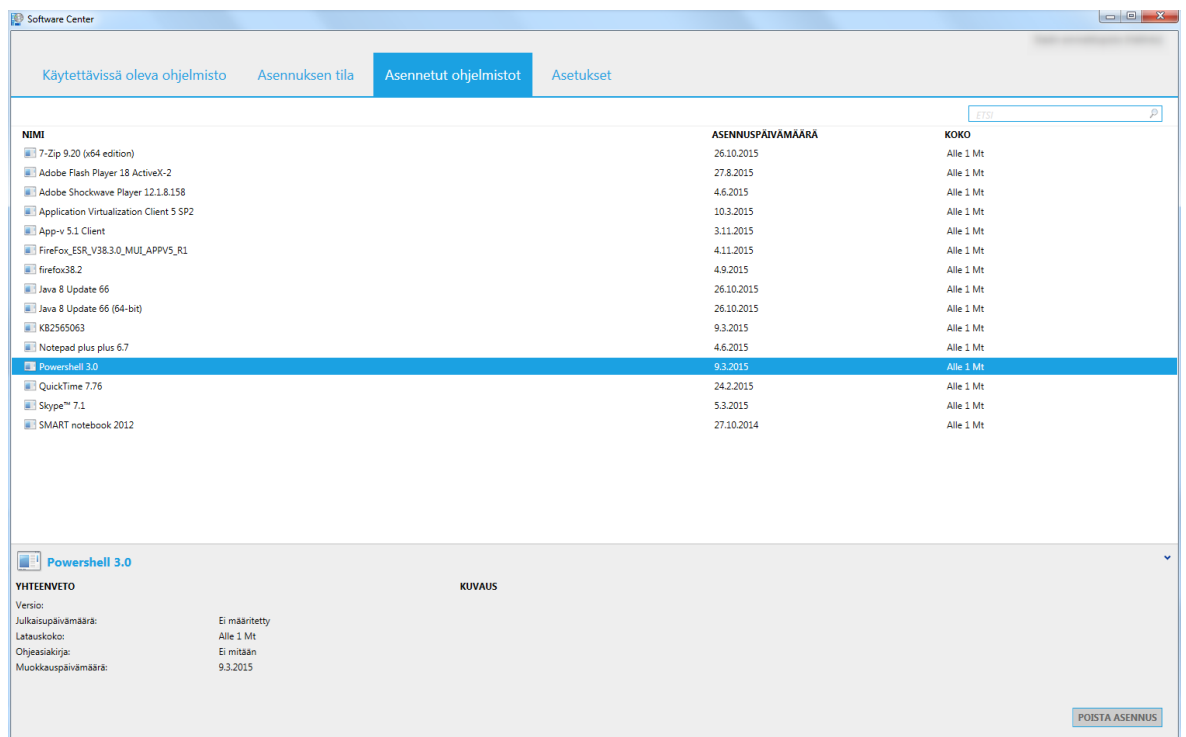 Software Center
Käytettävissä oleva ohjelmisto Asennuksen tila Asennetut ohjelmistot Asetukset
ETSI
NIMI ASENNUSPÄIVÄMÄÄRÄ KOKO
7-Zip 9.20 (x64 edition) 26.10.2015 Alle 1 Mt
Adobe Flash Player 18 ActiveX-2 27.8.2015 Alle 1 Mt
Adobe Shockwave Player 12.1.8.158 4.6.2015 Alle 1 Mt
Application Virtualization Client 5 SP2 10.3.2015 Alle 1 Mt
App-v 5.1 Client 3.11.2015 Alle 1 Mt
FireFox_ESR_V38.3.0_MUI_APPV5_R1 4.11.2015 Alle 1 Mt
firefox38.2 4.9.2015 Alle 1 Mt
Java 8 Update 66 26.10.2015 Alle 1 Mt
Java 8 Update 66 (64-bit) 26.10.2015 Alle 1 Mt
KB2565063 9.3.2015 Alle 1 Mt
Notepad plus plus 6.7 4.6.2015 Alle 1 Mt
Powershell 3.0 9.3.2015 Alle 1 Mt
QuickTime 7.76 24.2.2015 Alle 1 Mt
Skype™ 7.1 5.3.2015 Alle 1 Mt
SMART notebook 2012 27.10.2014 Alle 1 Mt
Powershell 3.0
YHTEENVETO KUVAUS
Versio:
Julkaisupäivämäärä: Ei määritetty
Latauskoko: Alle 1 Mt
Ohjeasiakirja: Ei mitään
Muokkauspäivämäärä: 9.3.2015
POISTA ASENNUS